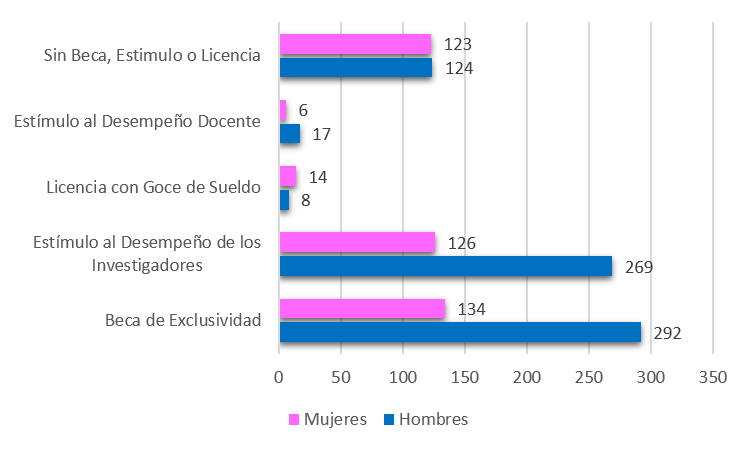 Sin Beca, Estimulo o Licencia
123
124
Estímulo al Desempeño Docente
6
17
Licencia con Goce de Sueldo
14
8
Estímulo al Desempeño de los
Investigadores
126
269
Beca de Exclusividad
134
292
0 50 100 150 200 250 300 350
Mujeres Hombres